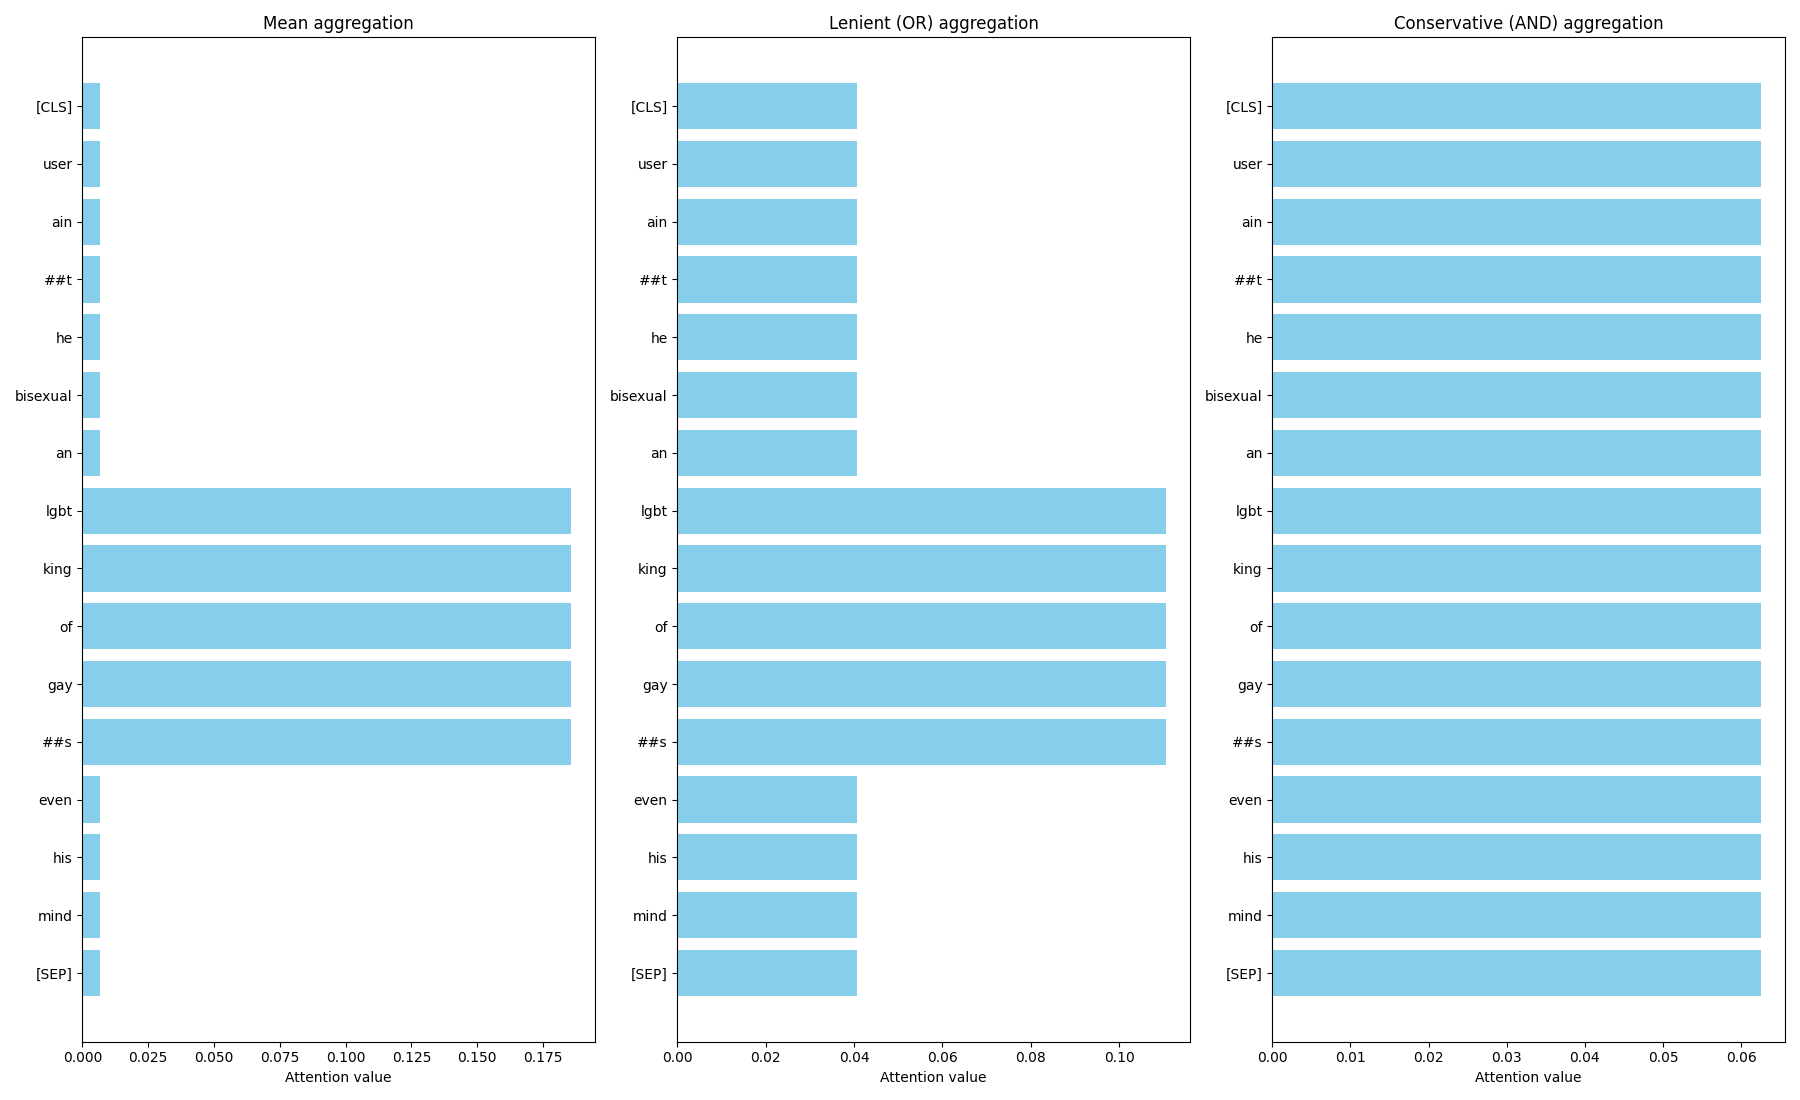 Mean aggregation
[CLS]
user
ain
##t
he
bisexual
an
lgbt
king
of
gay
##s
even
his
mind
[SEP]
0.000 0.025 0.050 0.075 0.100 0.125 0.150 0.175
Attention value
Lenient (OR) aggregation
[CLS]
user
ain
##t
he
bisexual
an
lgbt
king
of
gay
##s
even
his
mind
[SEP]
0.00 0.02 0.04 0.06 0.08 0.10
Attention value
Conservative (AND) aggregation
[CLS]
user
ain
##t
he
bisexual
an
lgbt
king
of
gay
##s
even
his
mind
[SEP]
0.00 0.01 0.02 0.03 0.04 0.05 0.06
Attention value